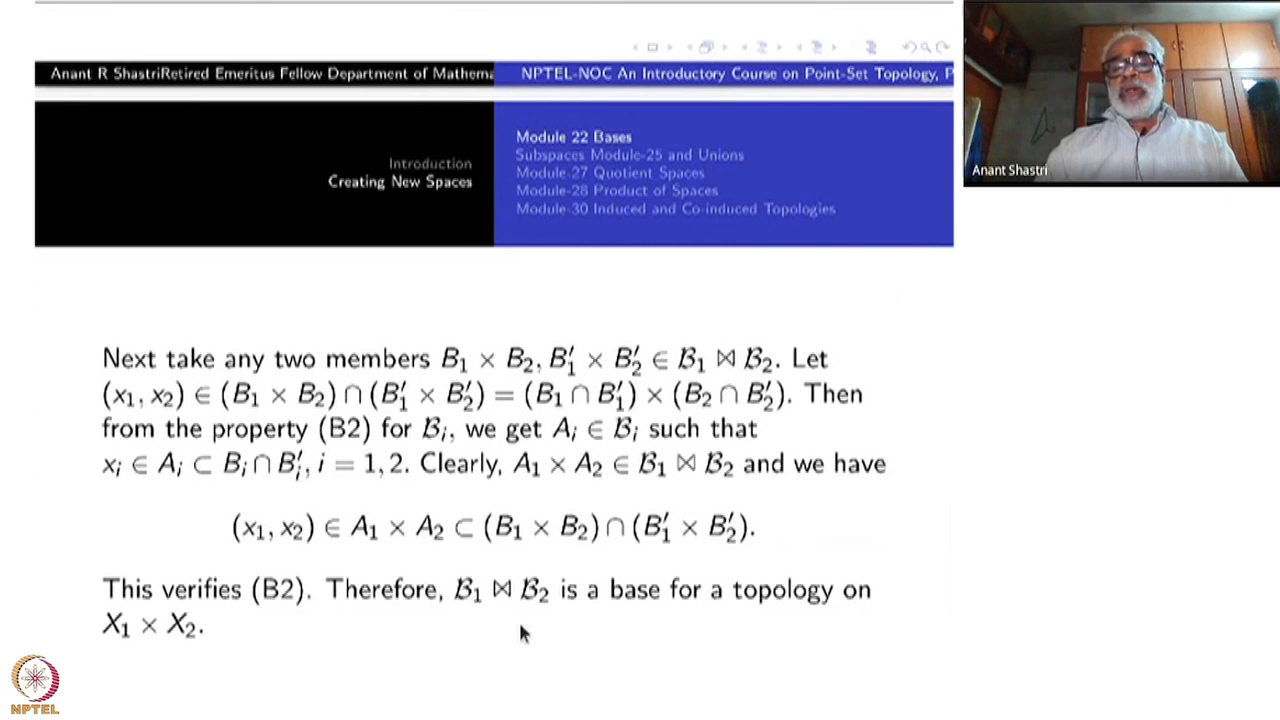 Anant R ShastriRetired Emeritus Fellow Department of Mathema
NPTEL-NOC An Introductory Course on Point-Set Topology, P
Introduction
Creating New Spaces
Module 22 Bases
Subspaces Module-25 and Unions
Module-27 Quotient Spaces
Module-28 Product of Spaces
Module-30 Induced and Co-induced Topologies
Anant Shastri
Next take any two members B₁ × B₂, B′₁ × B′₂ ∈ ℬ₁ ⋈ ℬ₂. Let
(x₁, x₂) ∈ (B₁ × B₂) ∩ (B′₁ × B′₂) = (B₁ ∩ B′₁) × (B₂ ∩ B′₂). Then
from the property (B2) for ℬᵢ, we get Aᵢ ∈ ℬᵢ such that
xᵢ ∈ Aᵢ ⊂ Bᵢ ∩ B′ᵢ, i = 1, 2. Clearly, A₁ × A₂ ∈ ℬ₁ ⋈ ℬ₂ and we have
(x₁, x₂) ∈ A₁ × A₂ ⊂ (B₁ × B₂) ∩ (B′₁ × B′₂).
This verifies (B2). Therefore, ℬ₁ ⋈ ℬ₂ is a base for a topology on
X₁ × X₂.
NPTEL